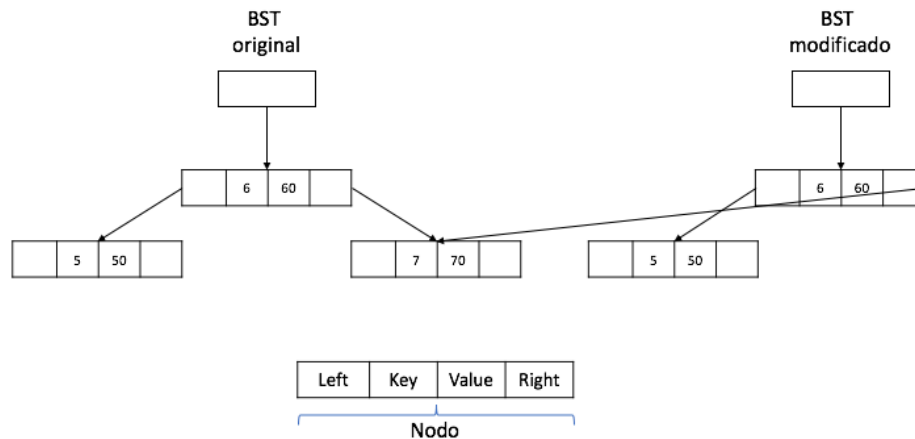 BST
original
BST
modificado
6 60
6 60
5 50
7 70
5 50
Left Key Value Right
Nodo